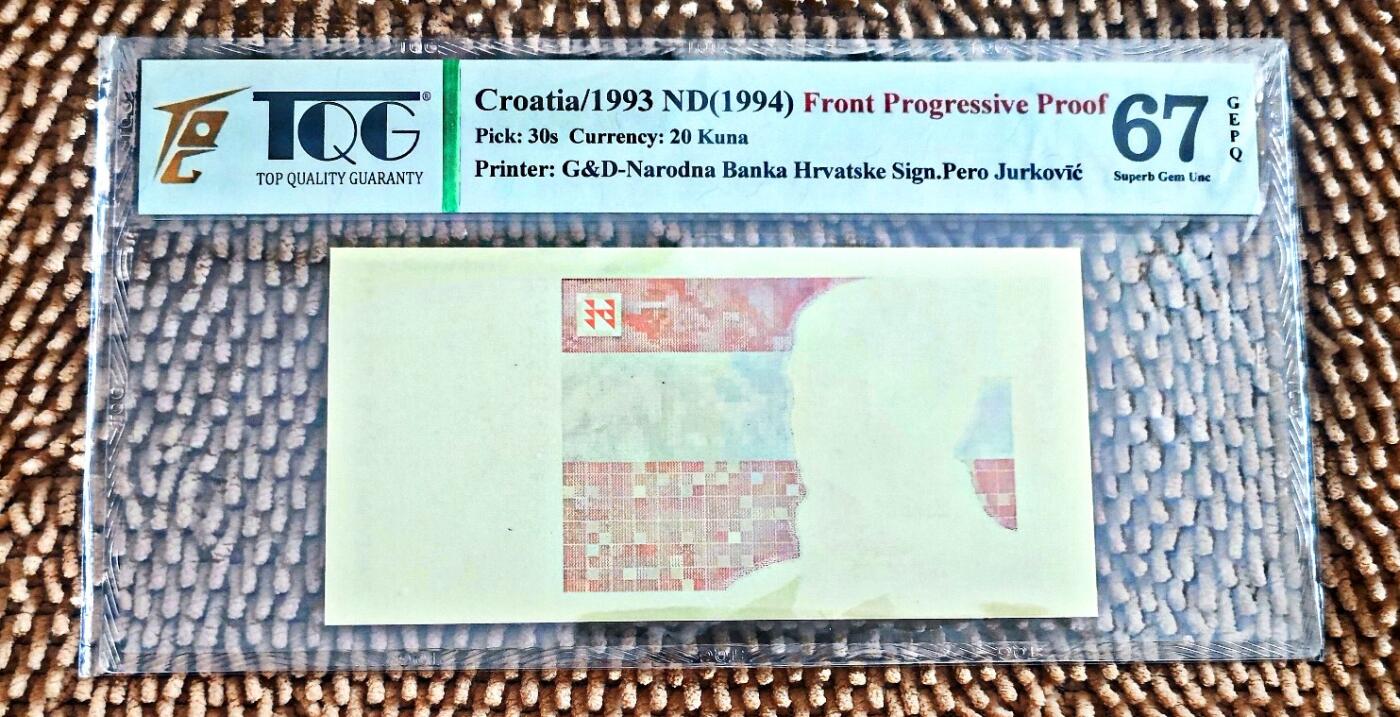 TQG®
TOP QUALITY GUARANTY
Croatia/1993 ND(1994) Front Progressive Proof
Pick: 30s Currency: 20 Kuna
Printer: G&D-Narodna Banka Hrvatske Sign.Pero Jurkovīć
67
Superb Gem Unc
GEPQ